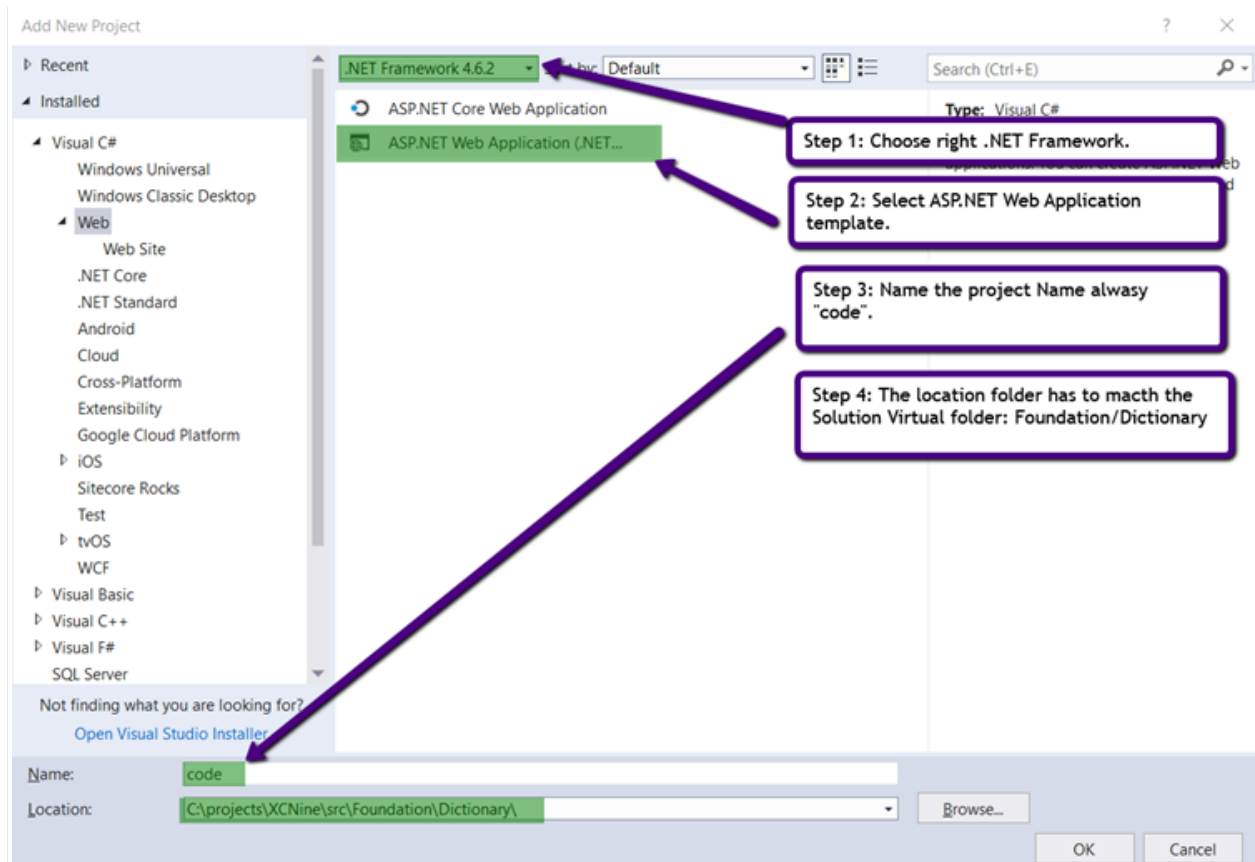 Add New Project
? ×
Recent
Installed
Visual C#
Windows Universal
Windows Classic Desktop
Web
Web Site
.NET Core
.NET Standard
Android
Cloud
Cross-Platform
Extensibility
Google Cloud Platform
iOS
Sitecore Rocks
Test
tvOS
WCF
Visual Basic
Visual C++
Visual F#
SQL Server
Not finding what you are looking for?
Open Visual Studio Installer
.NET Framework 4.6.2
by: Default
Search (Ctrl+E)
ASP.NET Core Web Application
ASP.NET Web Application (.NET...
Type: Visual C#
Step 1: Choose right .NET Framework.
Step 2: Select ASP.NET Web Application
template.
Step 3: Name the project Name alwasy
"code".
Step 4: The location folder has to macth the
Solution Virtual folder: Foundation/Dictionary
Name: code
Location: C:\projects\XCNine\src\Foundation\Dictionary\
Browse...
OK Cancel